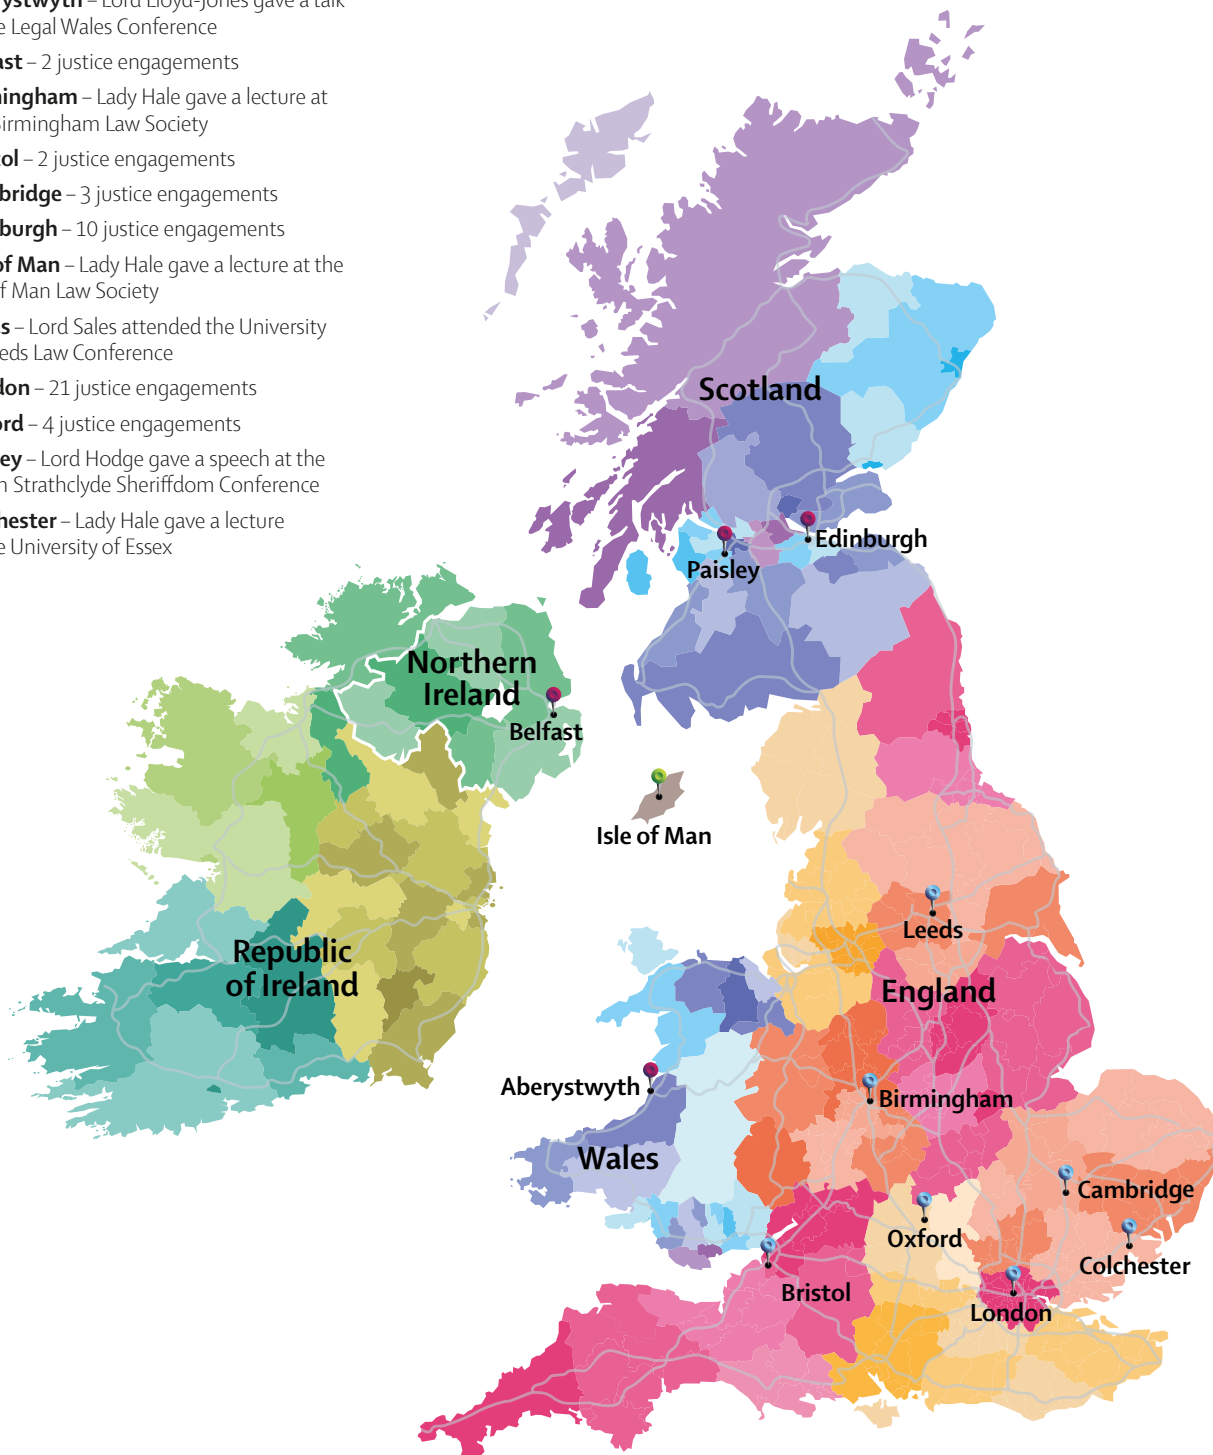 rystwyth – Lord Lloyd-Jones gave a talk
e Legal Wales Conference
ast – 2 justice engagements
ingham – Lady Hale gave a lecture at
Birmingham Law Society
tol – 2 justice engagements
bridge – 3 justice engagements
burgh – 10 justice engagements
of Man – Lady Hale gave a lecture at the
f Man Law Society
s – Lord Sales attended the University
eeds Law Conference
don – 21 justice engagements
ord – 4 justice engagements
ey – Lord Hodge gave a speech at the
h Strathclyde Sheriffdom Conference
hester – Lady Hale gave a lecture
e University of Essex
Scotland
Edinburgh
Paisley
Northern
Ireland
Belfast
Isle of Man
Leeds
Republic
of Ireland
England
Aberystwyth
Birmingham
Wales
Cambridge
Oxford
Colchester
Bristol
London